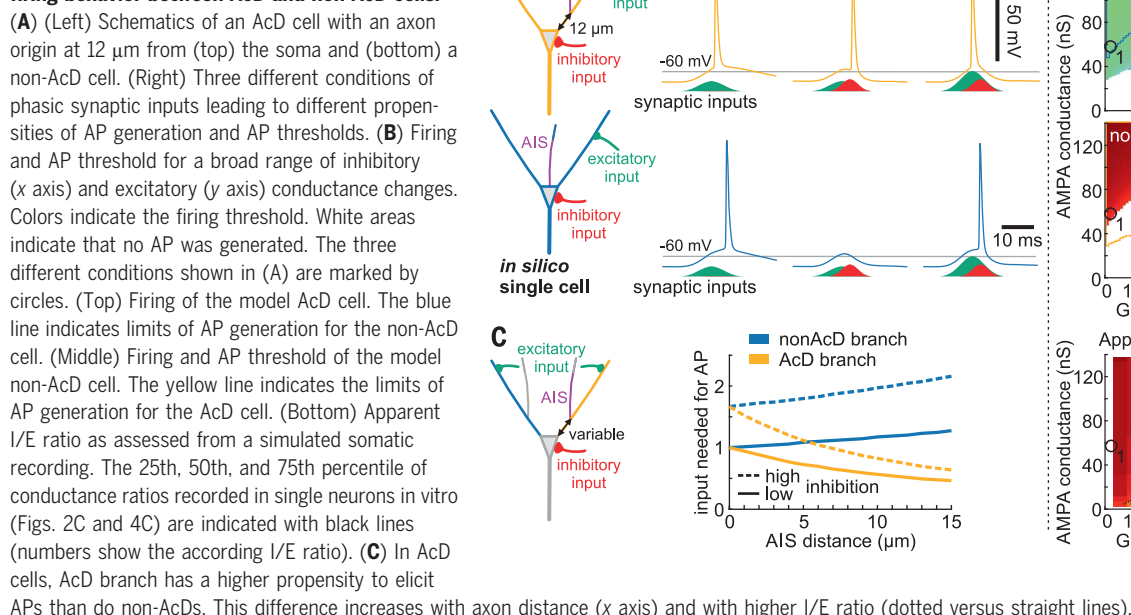 (A) (Left) Schematics of an AcD cell with an axon
origin at 12 μm from (top) the soma and (bottom) a
non-AcD cell. (Right) Three different conditions of
phasic synaptic inputs leading to different propen-
sities of AP generation and AP thresholds. (B) Firing
and AP threshold for a broad range of inhibitory
(x axis) and excitatory (y axis) conductance changes.
Colors indicate the firing threshold. White areas
indicate that no AP was generated. The three
different conditions shown in (A) are marked by
circles. (Top) Firing of the model AcD cell. The blue
line indicates limits of AP generation for the non-AcD
cell. (Middle) Firing and AP threshold of the model
non-AcD cell. The yellow line indicates the limits of
AP generation for the AcD cell. (Bottom) Apparent
I/E ratio as assessed from a simulated somatic
recording. The 25th, 50th, and 75th percentile of
conductance ratios recorded in single neurons in vitro
(Figs. 2C and 4C) are indicated with black lines
(numbers show the according I/E ratio). (C) In AcD
cells, AcD branch has a higher propensity to elicit
APs than do non-AcDs. This difference increases with axon distance (x axis) and with higher I/E ratio (dotted versus straight lines).
input
12 μm
inhibitory
input
-60 mV
synaptic inputs
50 mV
AIS
excitatory
input
inhibitory
input
in silico
single cell
-60 mV
synaptic inputs
10 ms
C
excitatory
input
AIS
variable
inhibitory
input
nonAcD branch
AcD branch
input needed for AP
2
1
0
high
low
inhibition
0
5
10
15
AIS distance (μm)
AMPA conductance (nS)
80
40
0
1
no
120
80
40
0
1
0
1
G
App
AMPA conductance (nS)
120
80
40
0
1
0
1
G